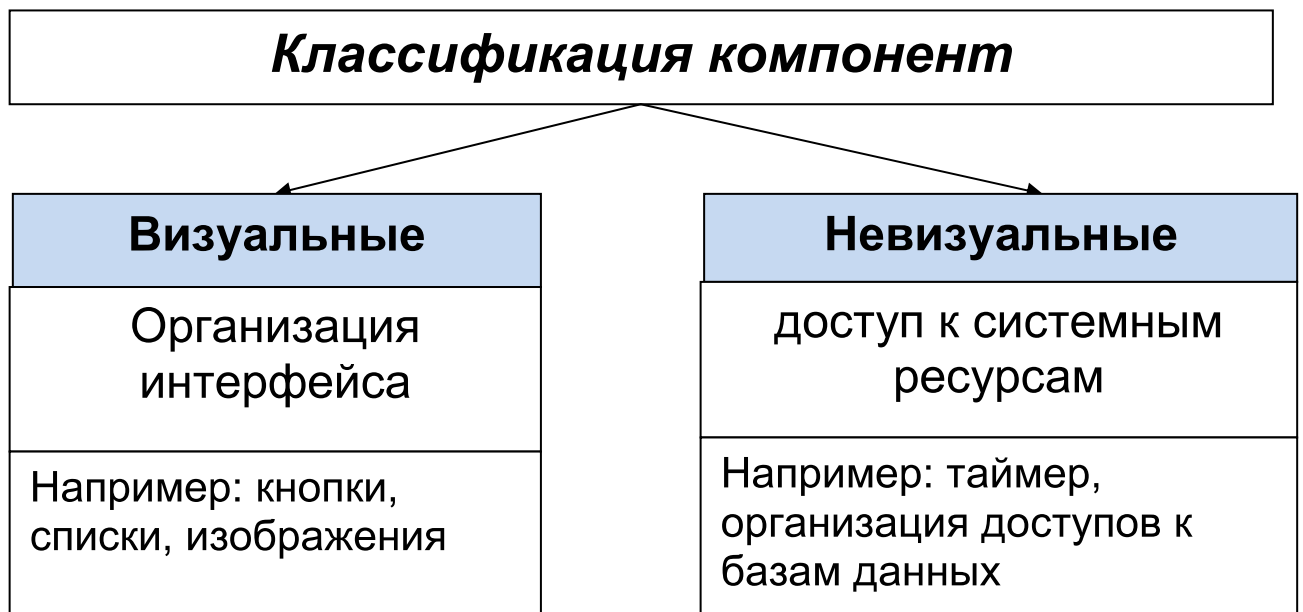 Классификация компонент
Визуальные
Организация
интерфейса
Например: кнопки,
списки, изображения
Невизуальные
доступ к системным
ресурсам
Например: таймер,
организация доступов к
базам данных